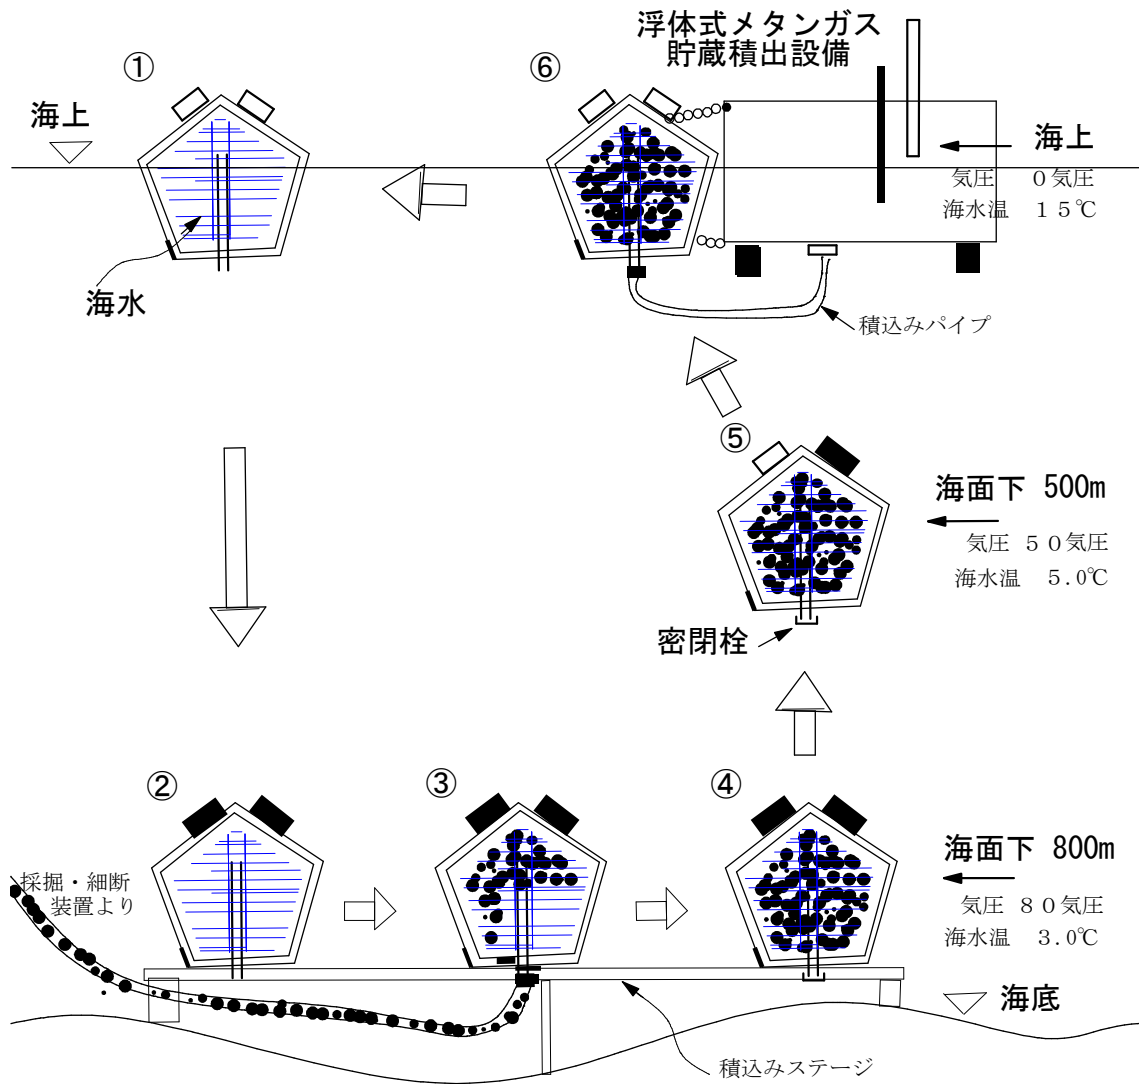 浮体式メタンガス
貯蔵積出設備
①
⑥
海上
海上
気圧 0気圧
海水温 15℃
海水
積込みパイプ
⑤
海面下 500m
気圧 50気圧
海水温 5.0℃
密閉栓
②
③
④
海面下 800m
採掘・細断
装置より
気圧 80気圧
海水温 3.0℃
海底
積込みステージ